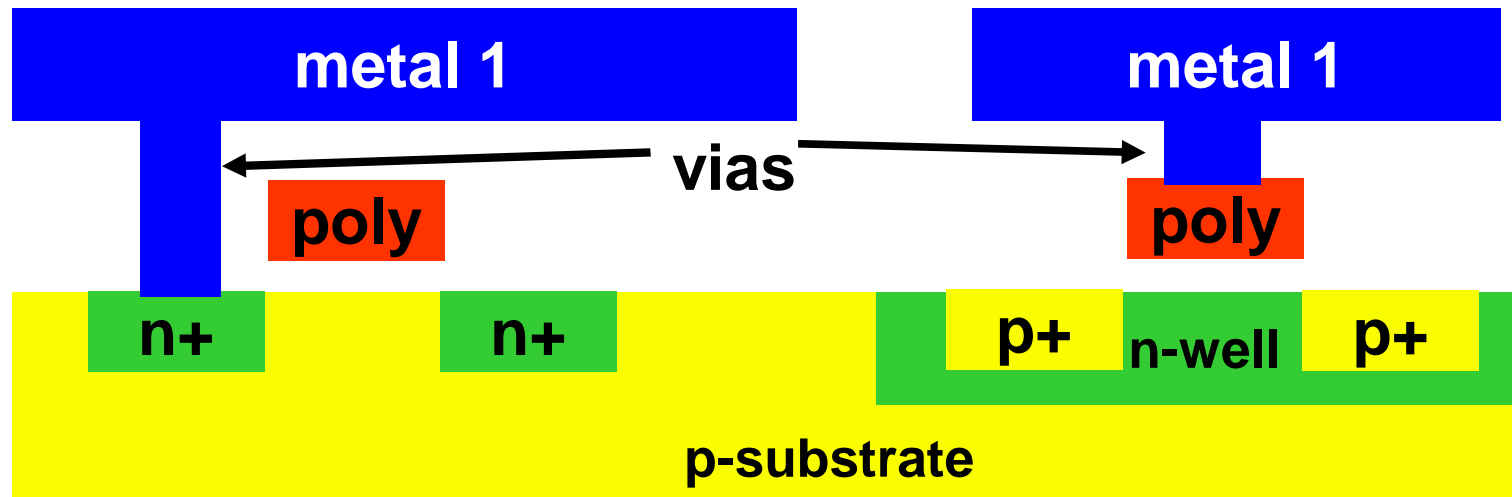 metal 1
metal 1
vias
poly
poly
n+
n+
p+
n-well
p+
p-substrate